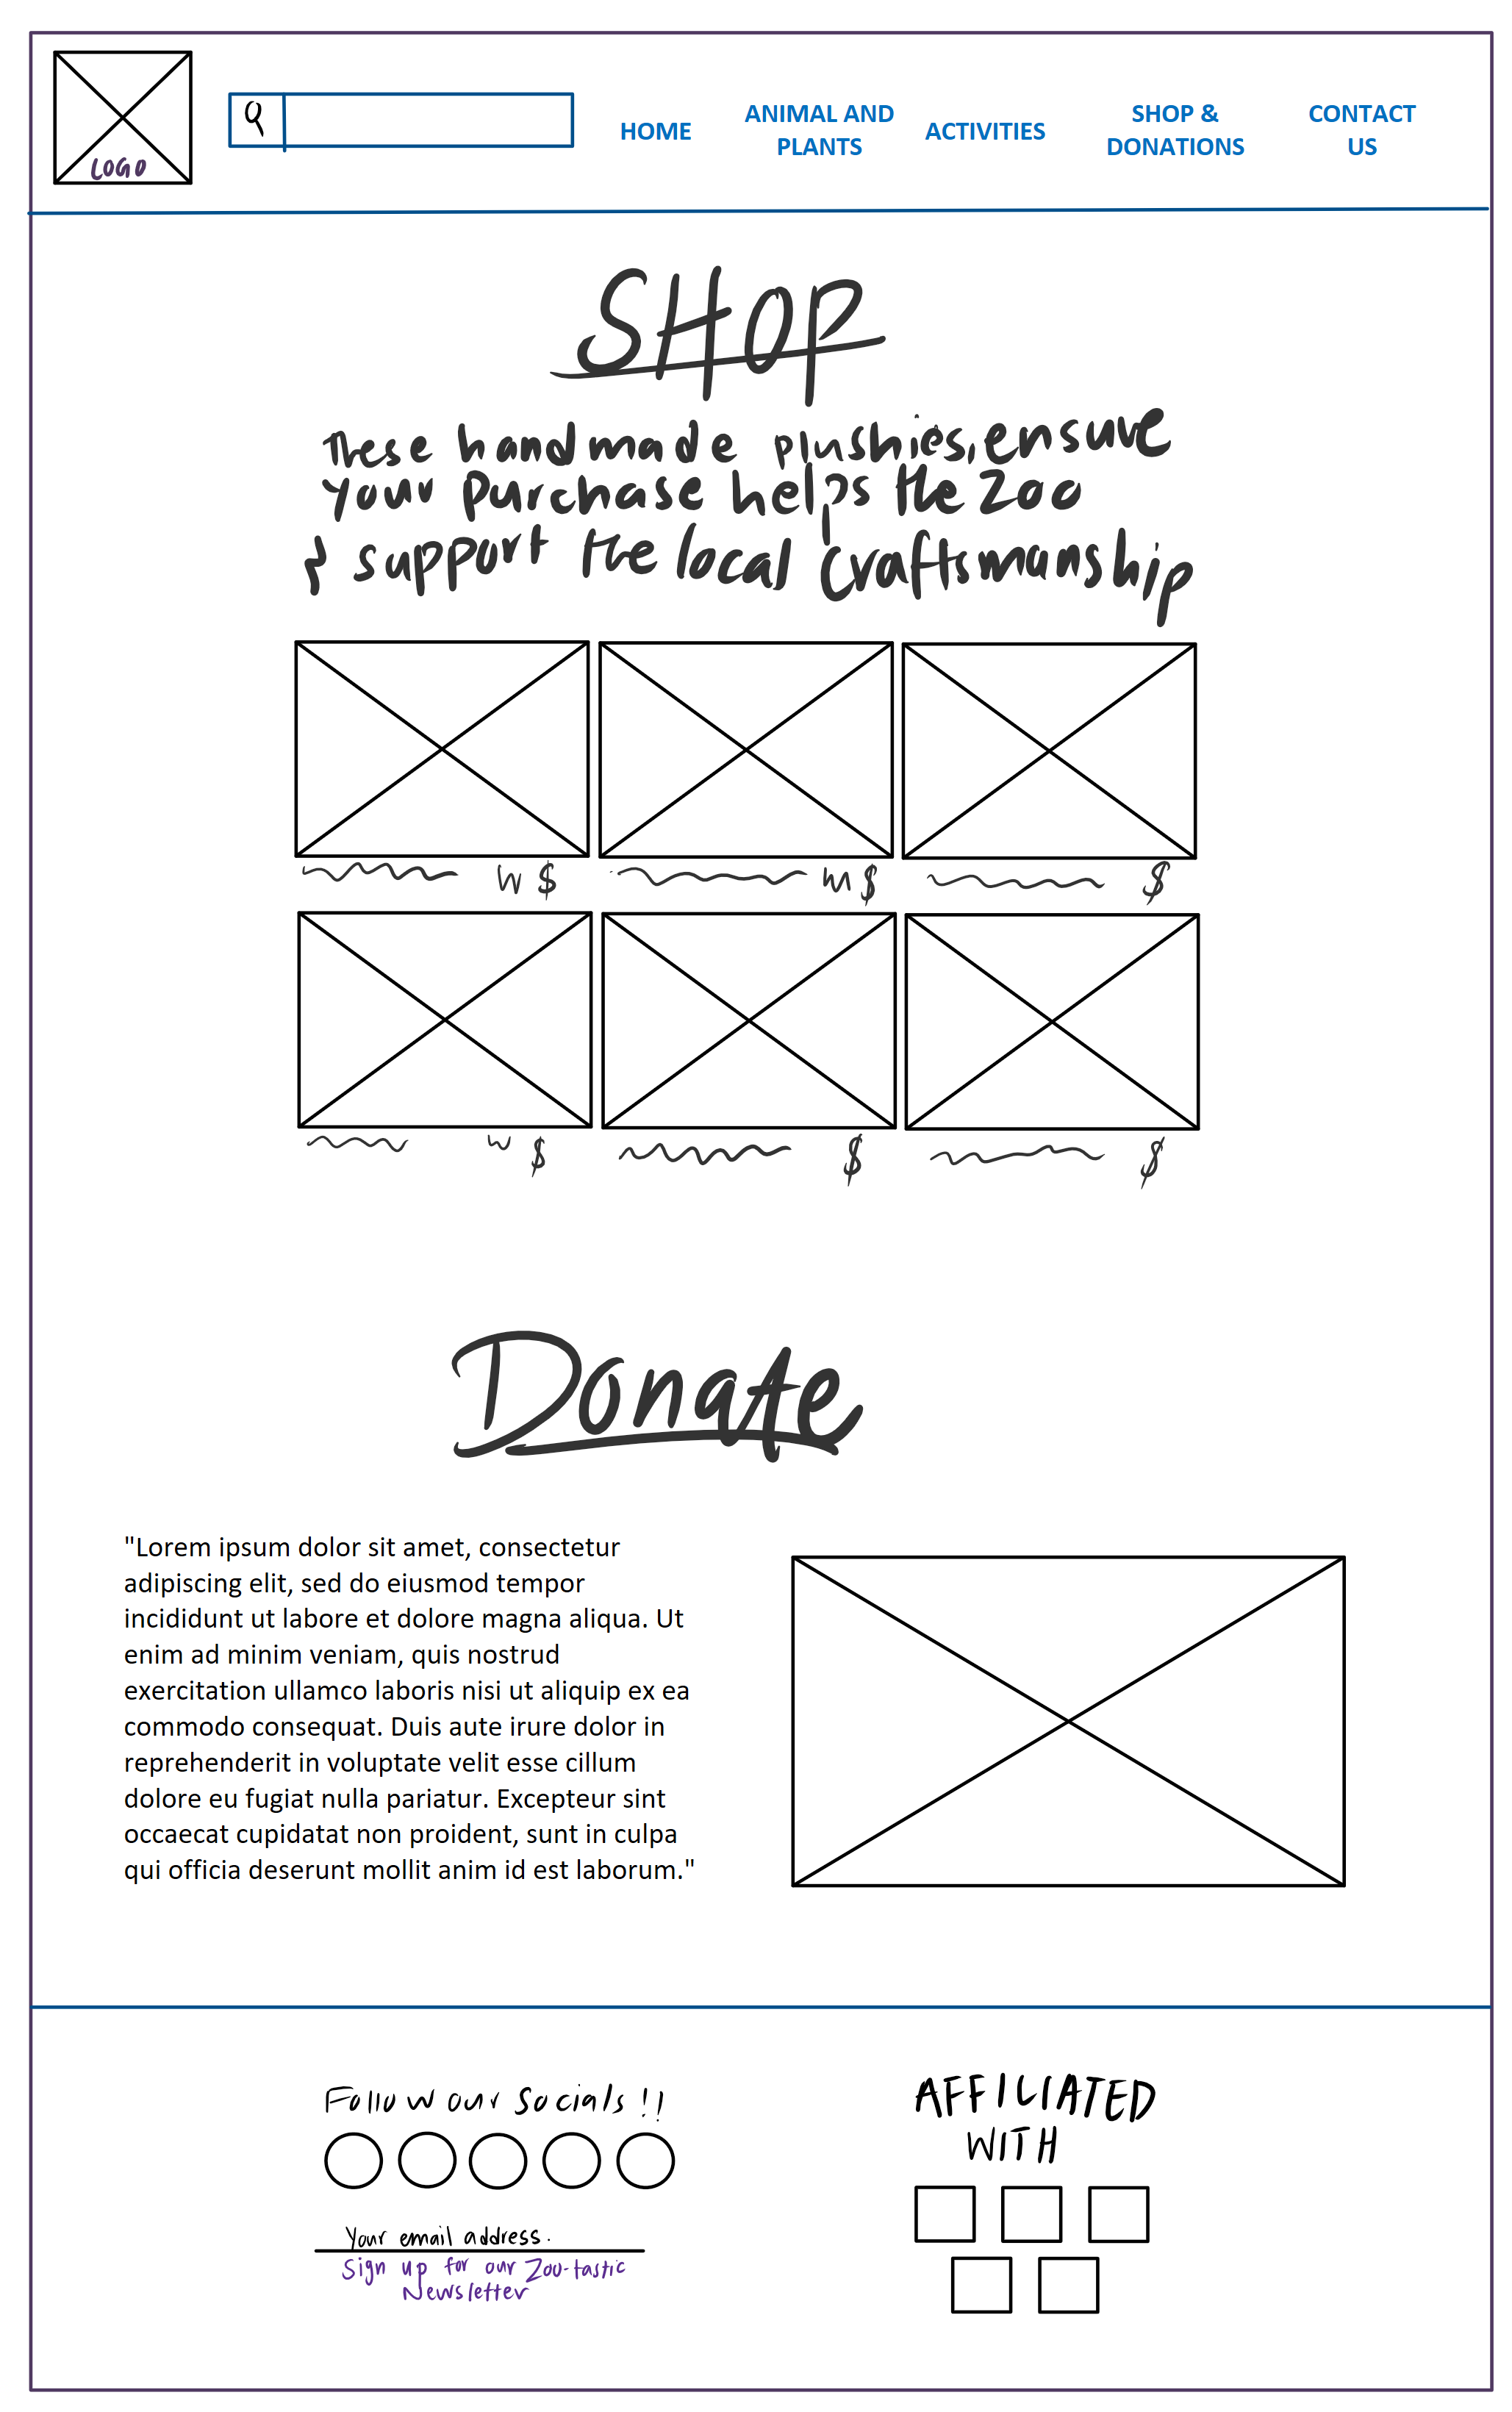 LOGO
HOME
ANIMAL AND
PLANTS
ACTIVITIES
SHOP &
DONATIONS
CONTACT
US
SHOP
These handmade plushies, ensure
your purchase helps the Zoo
& support the local craftsmanship
$
$
$
$
$
$
Donate
"Lorem ipsum dolor sit amet, consectetur
adipiscing elit, sed do eiusmod tempor
incididunt ut labore et dolore magna aliqua. Ut
enim ad minim veniam, quis nostrud
exercitation ullamco laboris nisi ut aliquip ex ea
commodo consequat. Duis aute irure dolor in
reprehenderit in voluptate velit esse cillum
dolore eu fugiat nulla pariatur. Excepteur sint
occaecat cupidatat non proident, sunt in culpa
qui officia deserunt mollit anim id est laborum."
Follow our Socials !!
Your email address.
Sign up for our Zoo-tastic
Newsletter
AFFILIATED
WITH